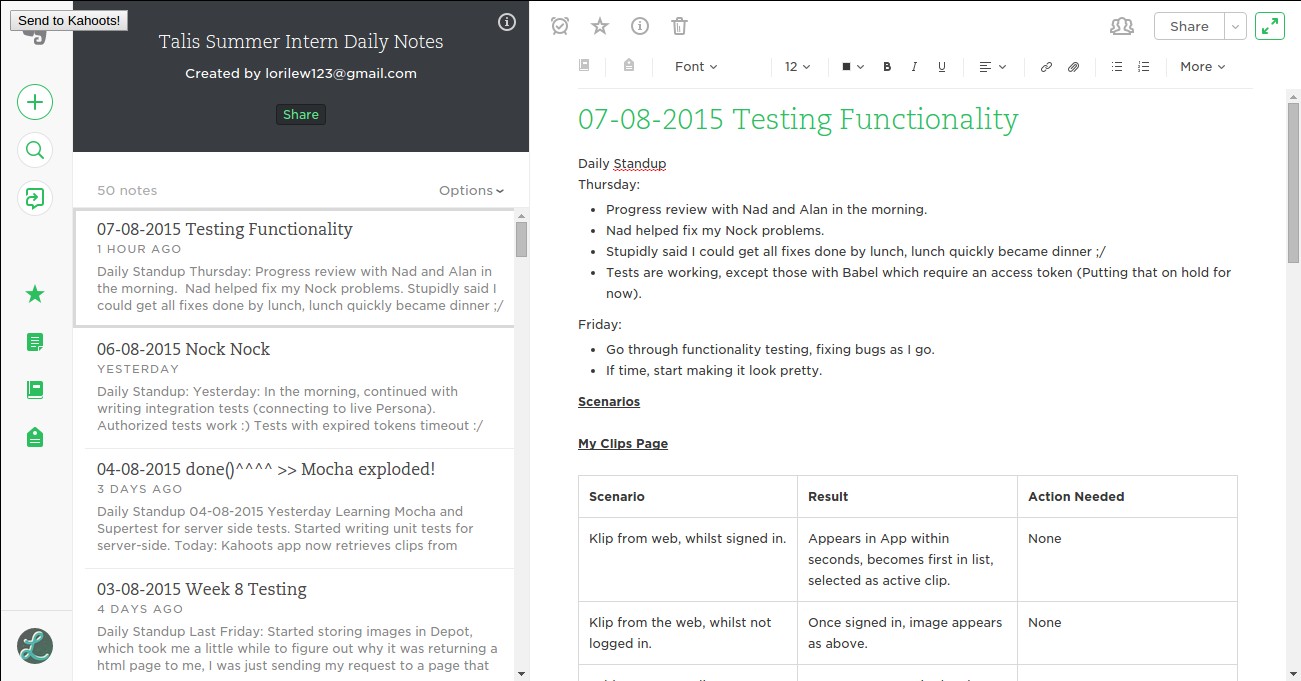 Send to Kahoots!
Talis Summer Intern Daily Notes
Created by lorilew123@gmail.com
Share
50 notes
Options
07-08-2015 Testing Functionality
1 HOUR AGO
Daily Standup Thursday: Progress review with Nad and Alan in
the morning.  Nad helped fix my Nock problems. Stupidly said I
could get all fixes done by lunch, lunch quickly became dinner ;/
06-08-2015 Nock Nock
YESTERDAY
Daily Standup: Yesterday: In the morning, continued with
writing integration tests (connecting to live Persona).
Authorized tests work :) Tests with expired tokens timeout :/
04-08-2015 done()^^^^ >> Mocha exploded!
3 DAYS AGO
Daily Standup 04-08-2015 Yesterday Learning Mocha and
Supertest for server side tests. Started writing unit tests for
server-side. Today: Kahoots app now retrieves clips from
03-08-2015 Week 8 Testing
4 DAYS AGO
Daily Standup Last Friday: Started storing images in Depot,
which took me a little while to figure out why it was returning a
html page to me, I was just sending my request to a page that
Share
Font
12
B I U
More
07-08-2015 Testing Functionality
Daily Standup
Thursday:
• Progress review with Nad and Alan in the morning.
• Nad helped fix my Nock problems.
• Stupidly said I could get all fixes done by lunch, lunch quickly became dinner ;/
• Tests are working, except those with Babel which require an access token (Putting that on hold for
now).
Friday:
• Go through functionality testing, fixing bugs as I go.
• If time, start making it look pretty.
Scenarios
My Clips Page
Scenario Result Action Needed
Klip from web, whilst signed in. Appears in App within None
seconds, becomes first in list,
selected as active clip.
Klip from the web, whilst not Once signed in, image appears None
logged in. as above.